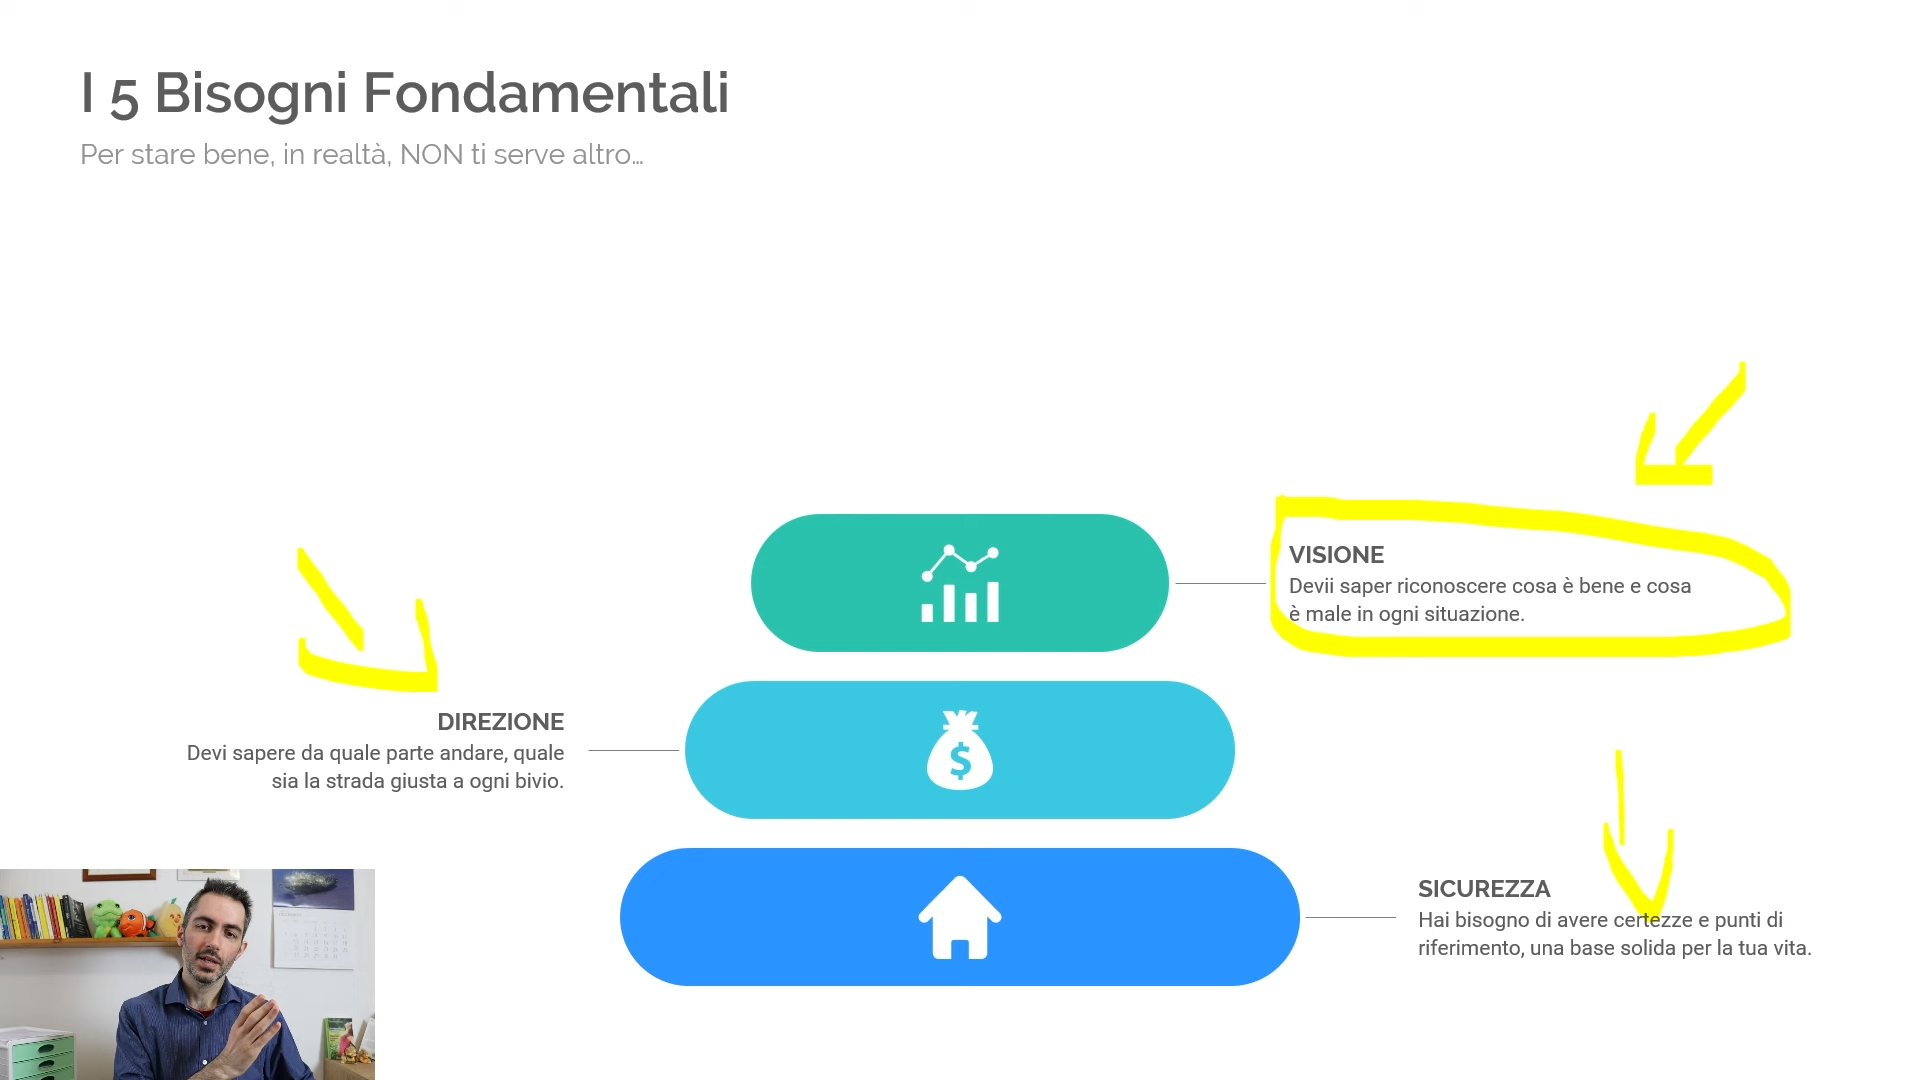 I 5 Bisogni Fondamentali
Per stare bene, in realtà, NON ti serve altro...
VISIONE
Devii saper riconoscere cosa è bene e cosa
è male in ogni situazione.
DIREZIONE
Devi sapere da quale parte andare, quale
sia la strada giusta a ogni bivio.
$
SICUREZZA
Hai bisogno di avere certezze e punti di
riferimento, una base solida per la tua vita.